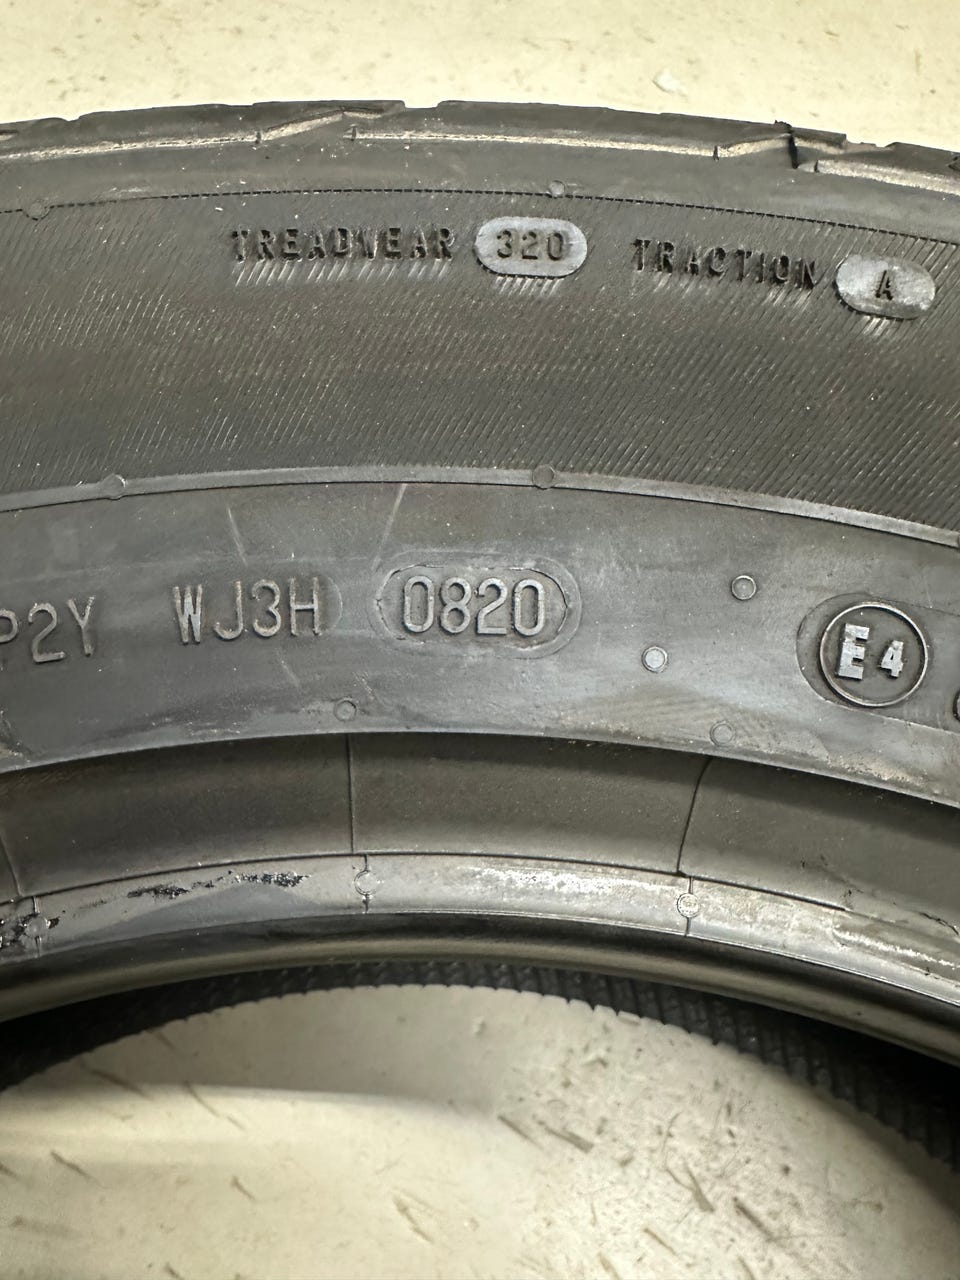 TREADWEAR 320 TRACTION A
P2Y WJ3H 0820 E4